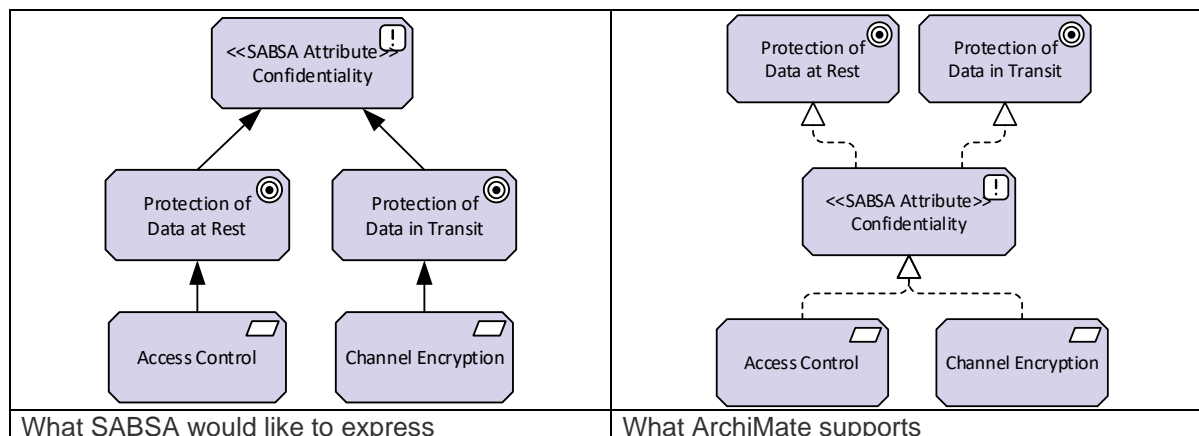 <<SABSA Attribute>>
Confidentiality
Protection of
Data at Rest
Protection of
Data in Transit
Access Control
Channel Encryption
What SABSA would like to express
Protection of
Data at Rest
Protection of
Data in Transit
<<SABSA Attribute>>
Confidentiality
Access Control
Channel Encryption
What ArchiMate supports